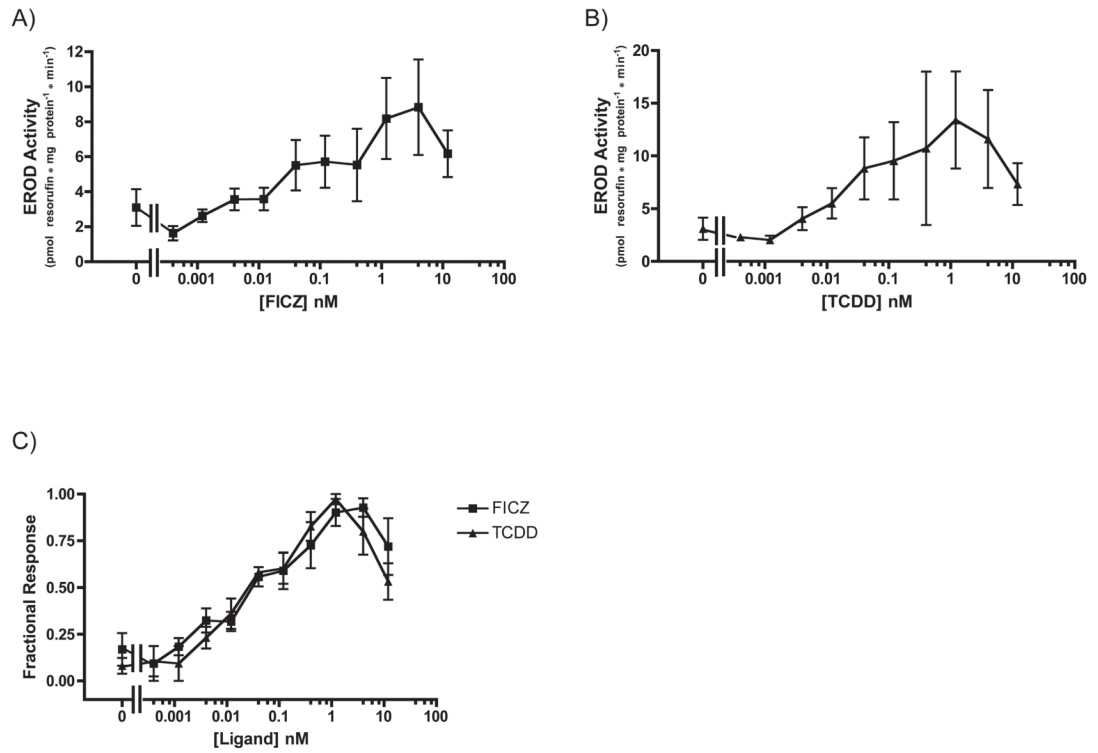 A)
EROD Activity
(pmol resorufin * mg protein⁻¹ * min⁻¹)
12
10
8
6
4
2
0
0 0.001 0.01 0.1 1 10 100
[FICZ] nM
B)
EROD Activity
(pmol resorufin * mg protein⁻¹ * min⁻¹)
20
15
10
5
0
0 0.001 0.01 0.1 1 10 100
[TCDD] nM
C)
Fractional Response
1.00
0.75
0.50
0.25
0.00
0 0.001 0.01 0.1 1 10 100
[Ligand] nM
FICZ
TCDD